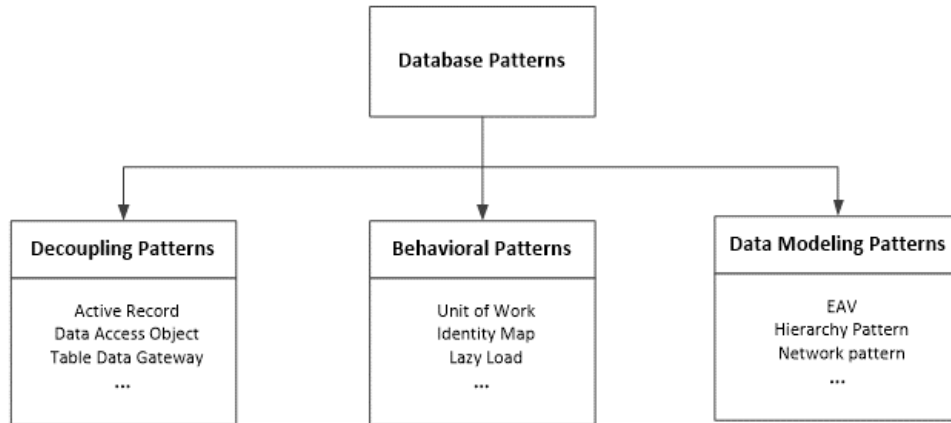 Database Patterns
Decoupling Patterns
Active Record
Data Access Object
Table Data Gateway
...
Behavioral Patterns
Unit of Work
Identity Map
Lazy Load
...
Data Modeling Patterns
EAV
Hierarchy Pattern
Network pattern
...